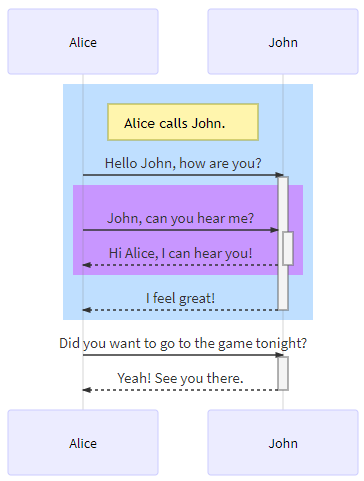 Alice
John
Alice calls John.
Hello John, how are you?
John, can you hear me?
Hi Alice, I can hear you!
I feel great!
Did you want to go to the game tonight?
Yeah! See you there.
Alice
John